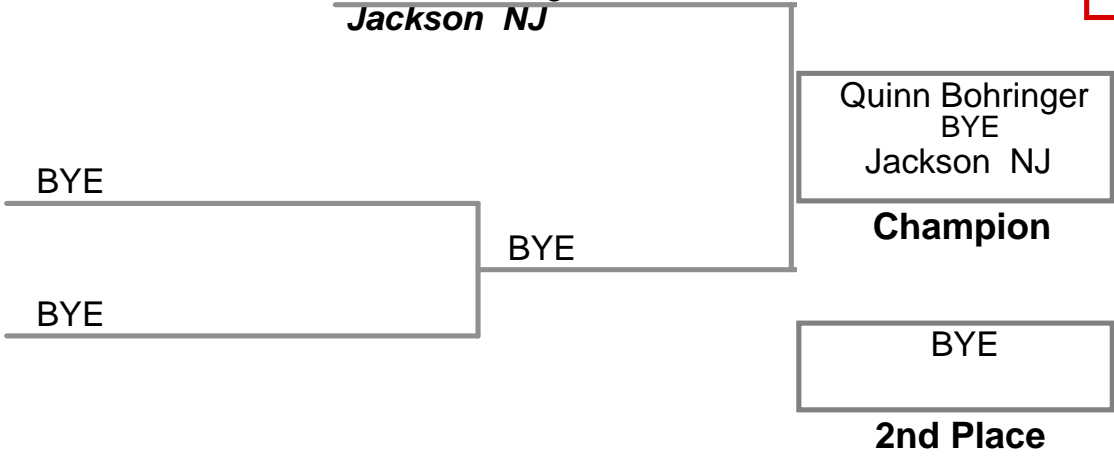 Jackson NJ
Quinn Bohringer
BYE
Jackson NJ
Champion
BYE
BYE
BYE
BYE
2nd Place